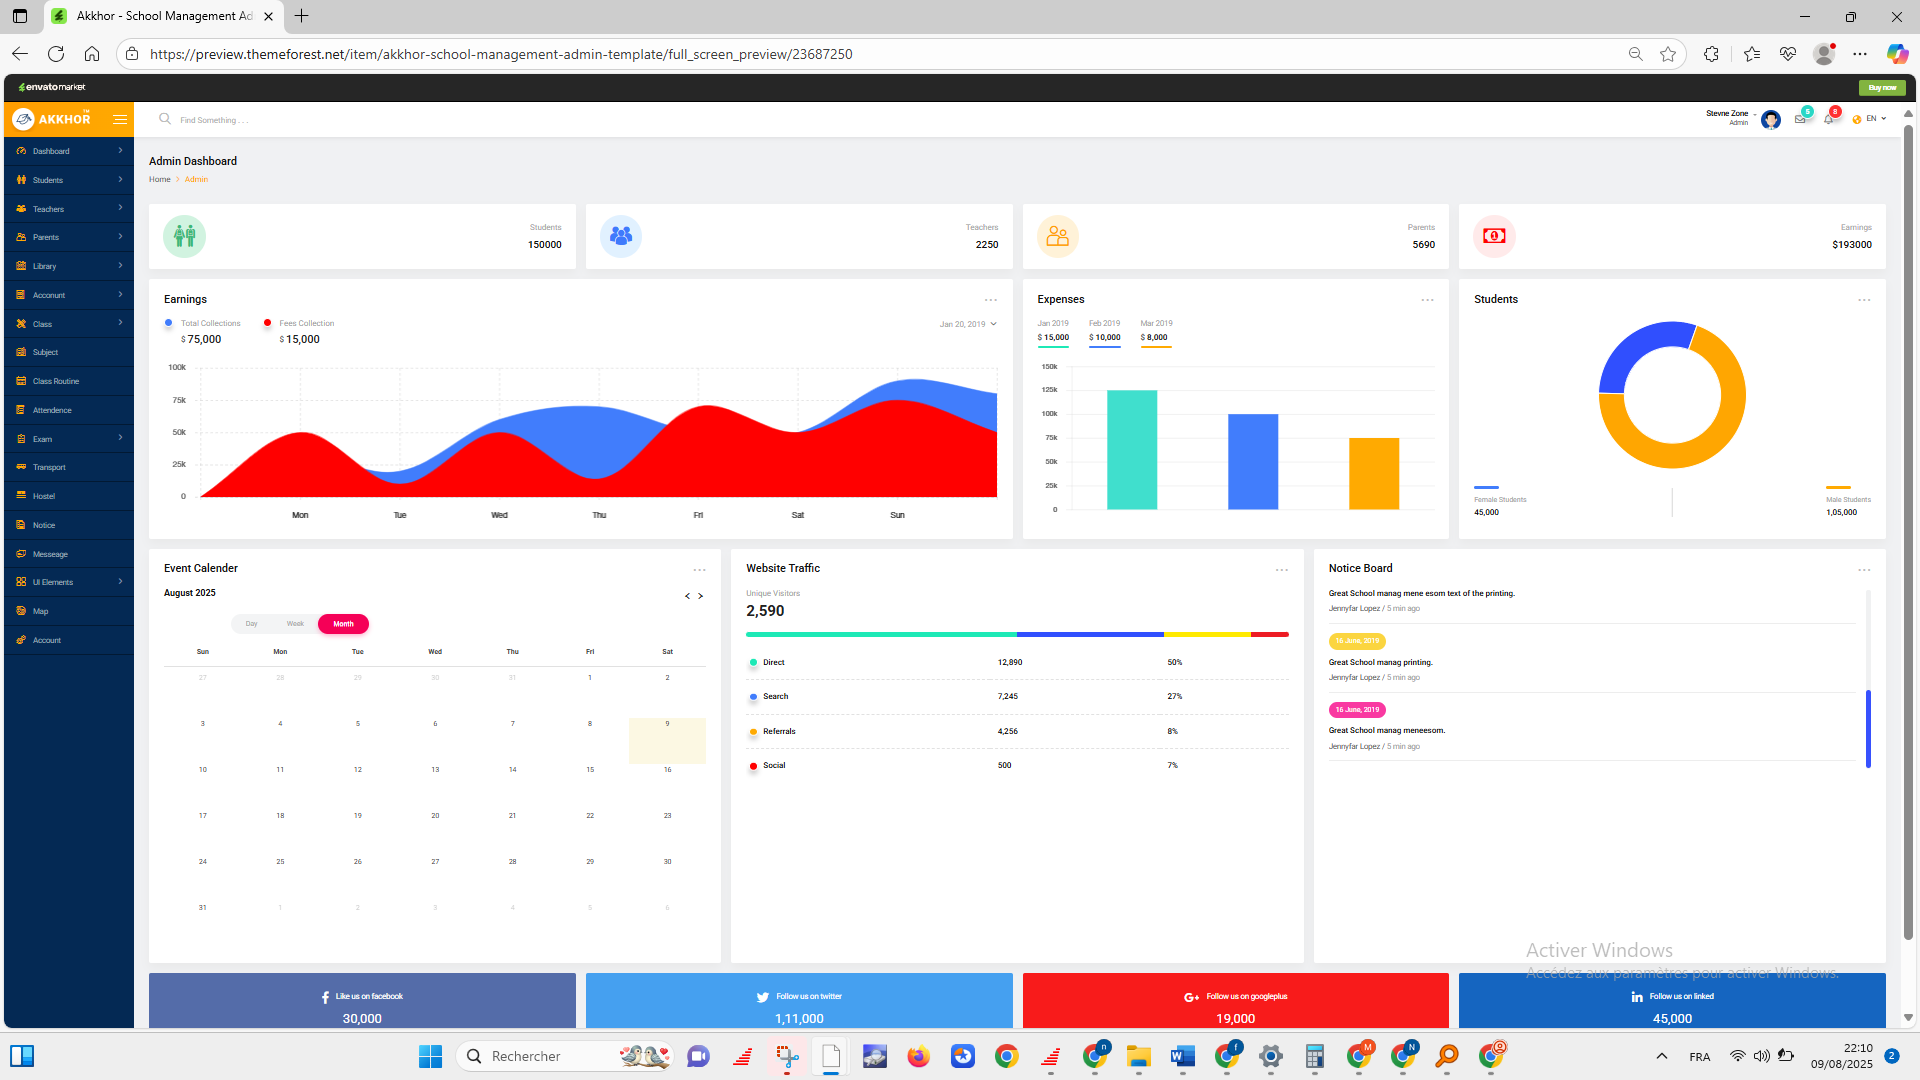 Akkhor - School Management Ad
https://preview.themeforest.net/item/akkhor-school-management-admin-template/full_screen_preview/23687250
envatomarket
Buy now
AKKHOR
Find Something . . .
Stevne Zone
Admin
5
8
EN
Dashboard
Students
Teachers
Parents
Library
Acconunt
Class
Subject
Class Routine
Attendence
Exam
Transport
Hostel
Notice
Messeage
UI Elements
Map
Account
Admin Dashboard
Home > Admin
Students
150000
Teachers
2250
Parents
5690
Earnings
$193000
Earnings
Total Collections
$ 75,000
Fees Collection
$ 15,000
Jan 20, 2019
100k
75k
50k
25k
0
Mon Tue Wed Thu Fri Sat Sun
Expenses
Jan 2019 Feb 2019 Mar 2019
$ 15,000 $ 10,000 $ 8,000
150k
125k
100k
75k
50k
25k
0
Students
Female Students
45,000
Male Students
1,05,000
Event Calender
August 2025
Day Week Month
Sun Mon Tue Wed Thu Fri Sat
27 28 29 30 31 1 2
3 4 5 6 7 8 9
10 11 12 13 14 15 16
17 18 19 20 21 22 23
24 25 26 27 28 29 30
31 1 2 3 4 5 6
Website Traffic
Unique Visitors
2,590
Direct 12,890 50%
Search 7,245 27%
Referrals 4,256 8%
Social 500 7%
Notice Board
Great School manag mene esom text of the printing.
Jennyfar Lopez / 5 min ago
16 June, 2019
Great School manag printing.
Jennyfar Lopez / 5 min ago
16 June, 2019
Great School manag meneesom.
Jennyfar Lopez / 5 min ago
Activer Windows
Accédez aux paramètres pour activer Windows.
Like us on facebook
30,000
Follow us on twitter
1,11,000
Follow us on googleplus
19,000
Follow us on linked
45,000
Rechercher
FRA
22:10
09/08/2025
2